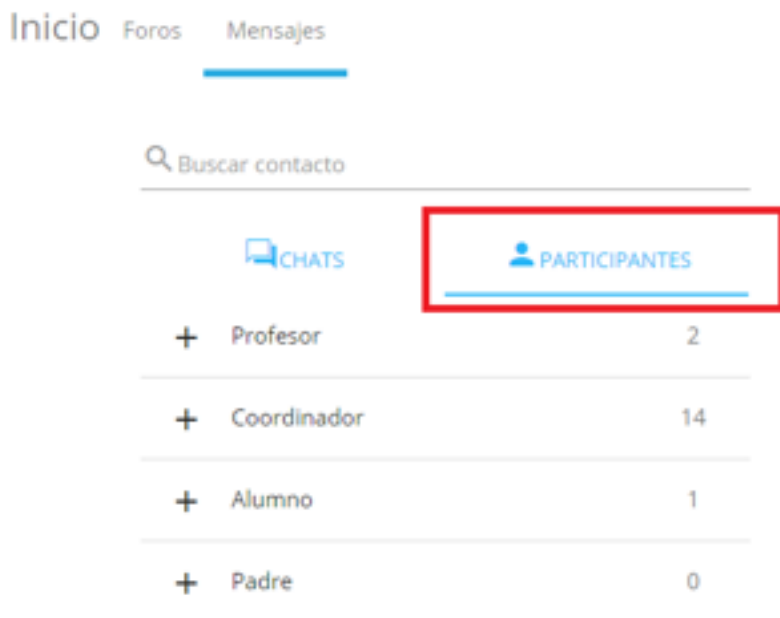 Inicio Foros Mensajes
Buscar contacto
CHATS PARTICIPANTES
Profesor 2
Coordinador 14
Alumno 1
Padre 0